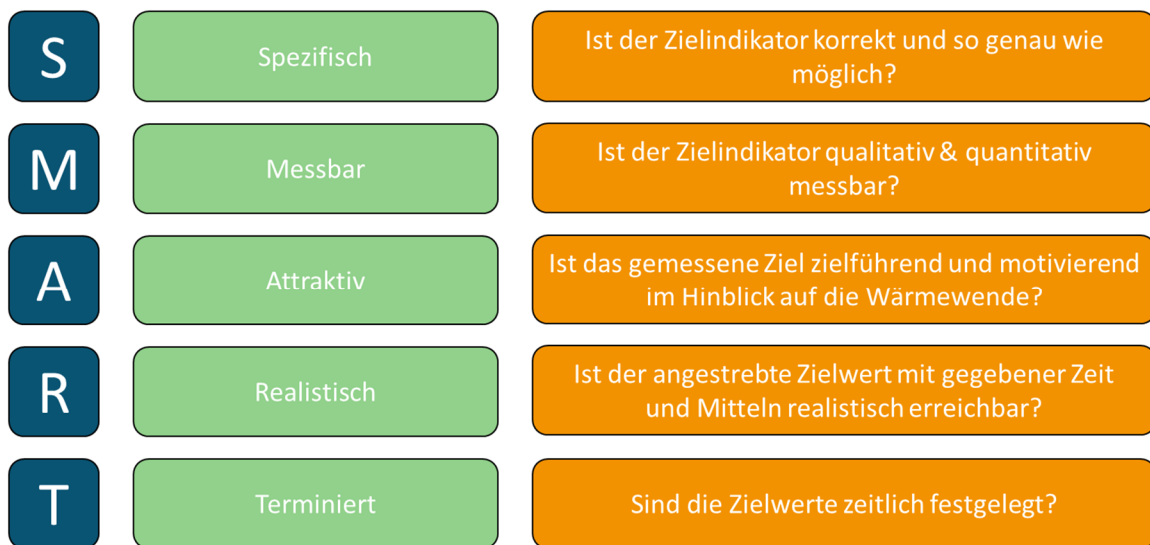 S
Spezifisch
Ist der Zielindikator korrekt und so genau wie
möglich?
M
Messbar
Ist der Zielindikator qualitativ & quantitativ
messbar?
A
Attraktiv
Ist das gemessene Ziel zielführend und motivierend
im Hinblick auf die Wärmewende?
R
Realistisch
Ist der angestrebte Zielwert mit gegebener Zeit
und Mitteln realistisch erreichbar?
T
Terminiert
Sind die Zielwerte zeitlich festgelegt?